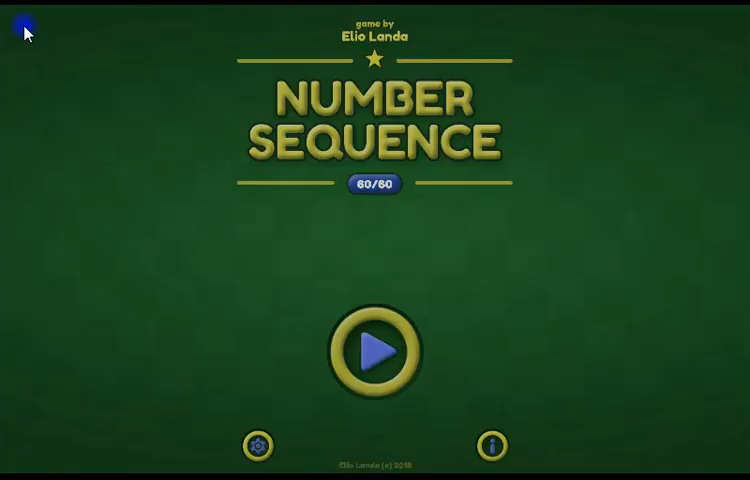 game by
Elio Landa
NUMBER
SEQUENCE
60/60
Elio Landa (c) 2018